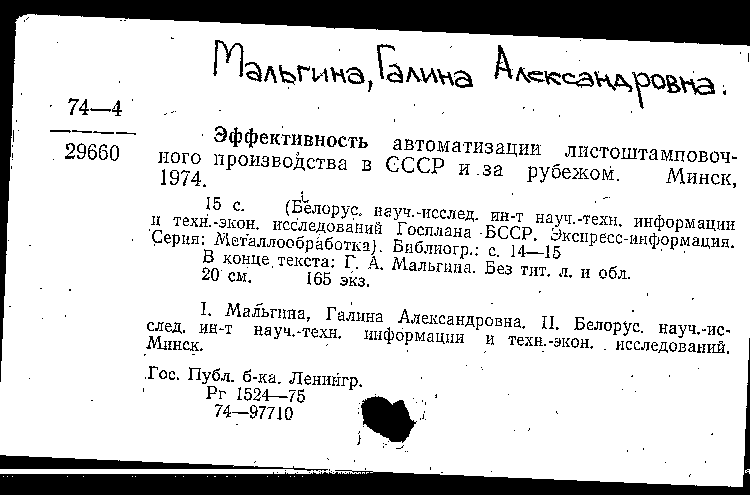 Мальгина, Галина Александровна.
74—4
29660
Эффективность автоматизации листоштамповоч-
ного производства в СССР и за рубежом. Минск,
1974.
15 с. (Белорус. науч.-исслед. ин-т науч.-техн. информации
и техн.-экон. исследований Госплана БССР. Экспресс-информация.
Серия: Металлообработка). Библиогр.: с. 14—15
В конце текста: Г. А. Мальгина. Без тит. л. и обл.
20 см. 165 экз.
I. Мальгина, Галина Александровна. II. Белорус. науч.-ис-
след. ин-т науч.-техн. информации и техн.-экон. исследований.
Минск.
Гос. Публ. б-ка. Ленингр.
Рг 1524—75
74—97710